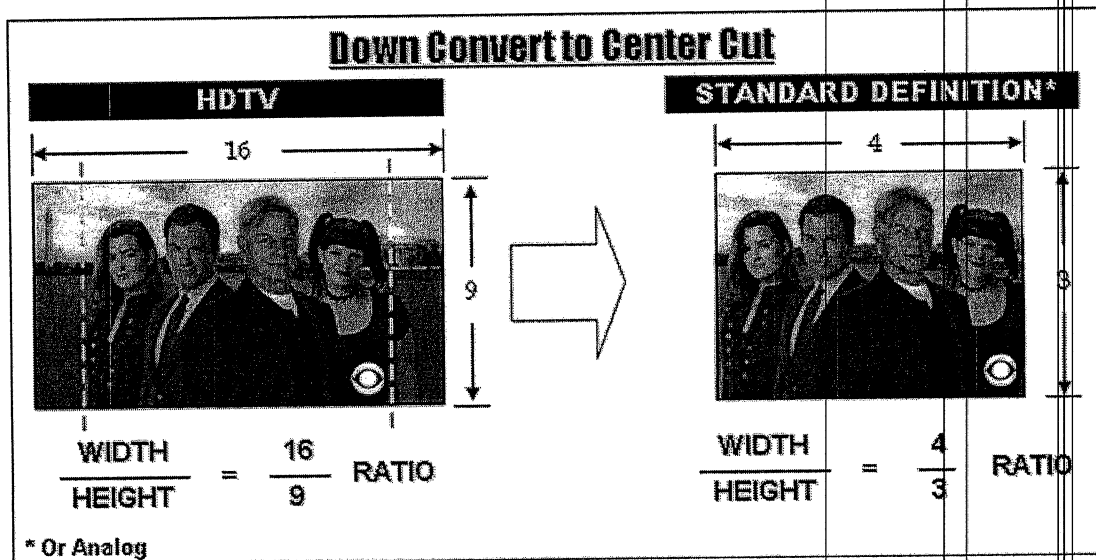 Down Convert to Center Cut
HDTV
STANDARD DEFINITION*
16
4
9
3
WIDTH
HEIGHT
=
16
9
RATIO
WIDTH
HEIGHT
=
4
3
RATIO
* Or Analog